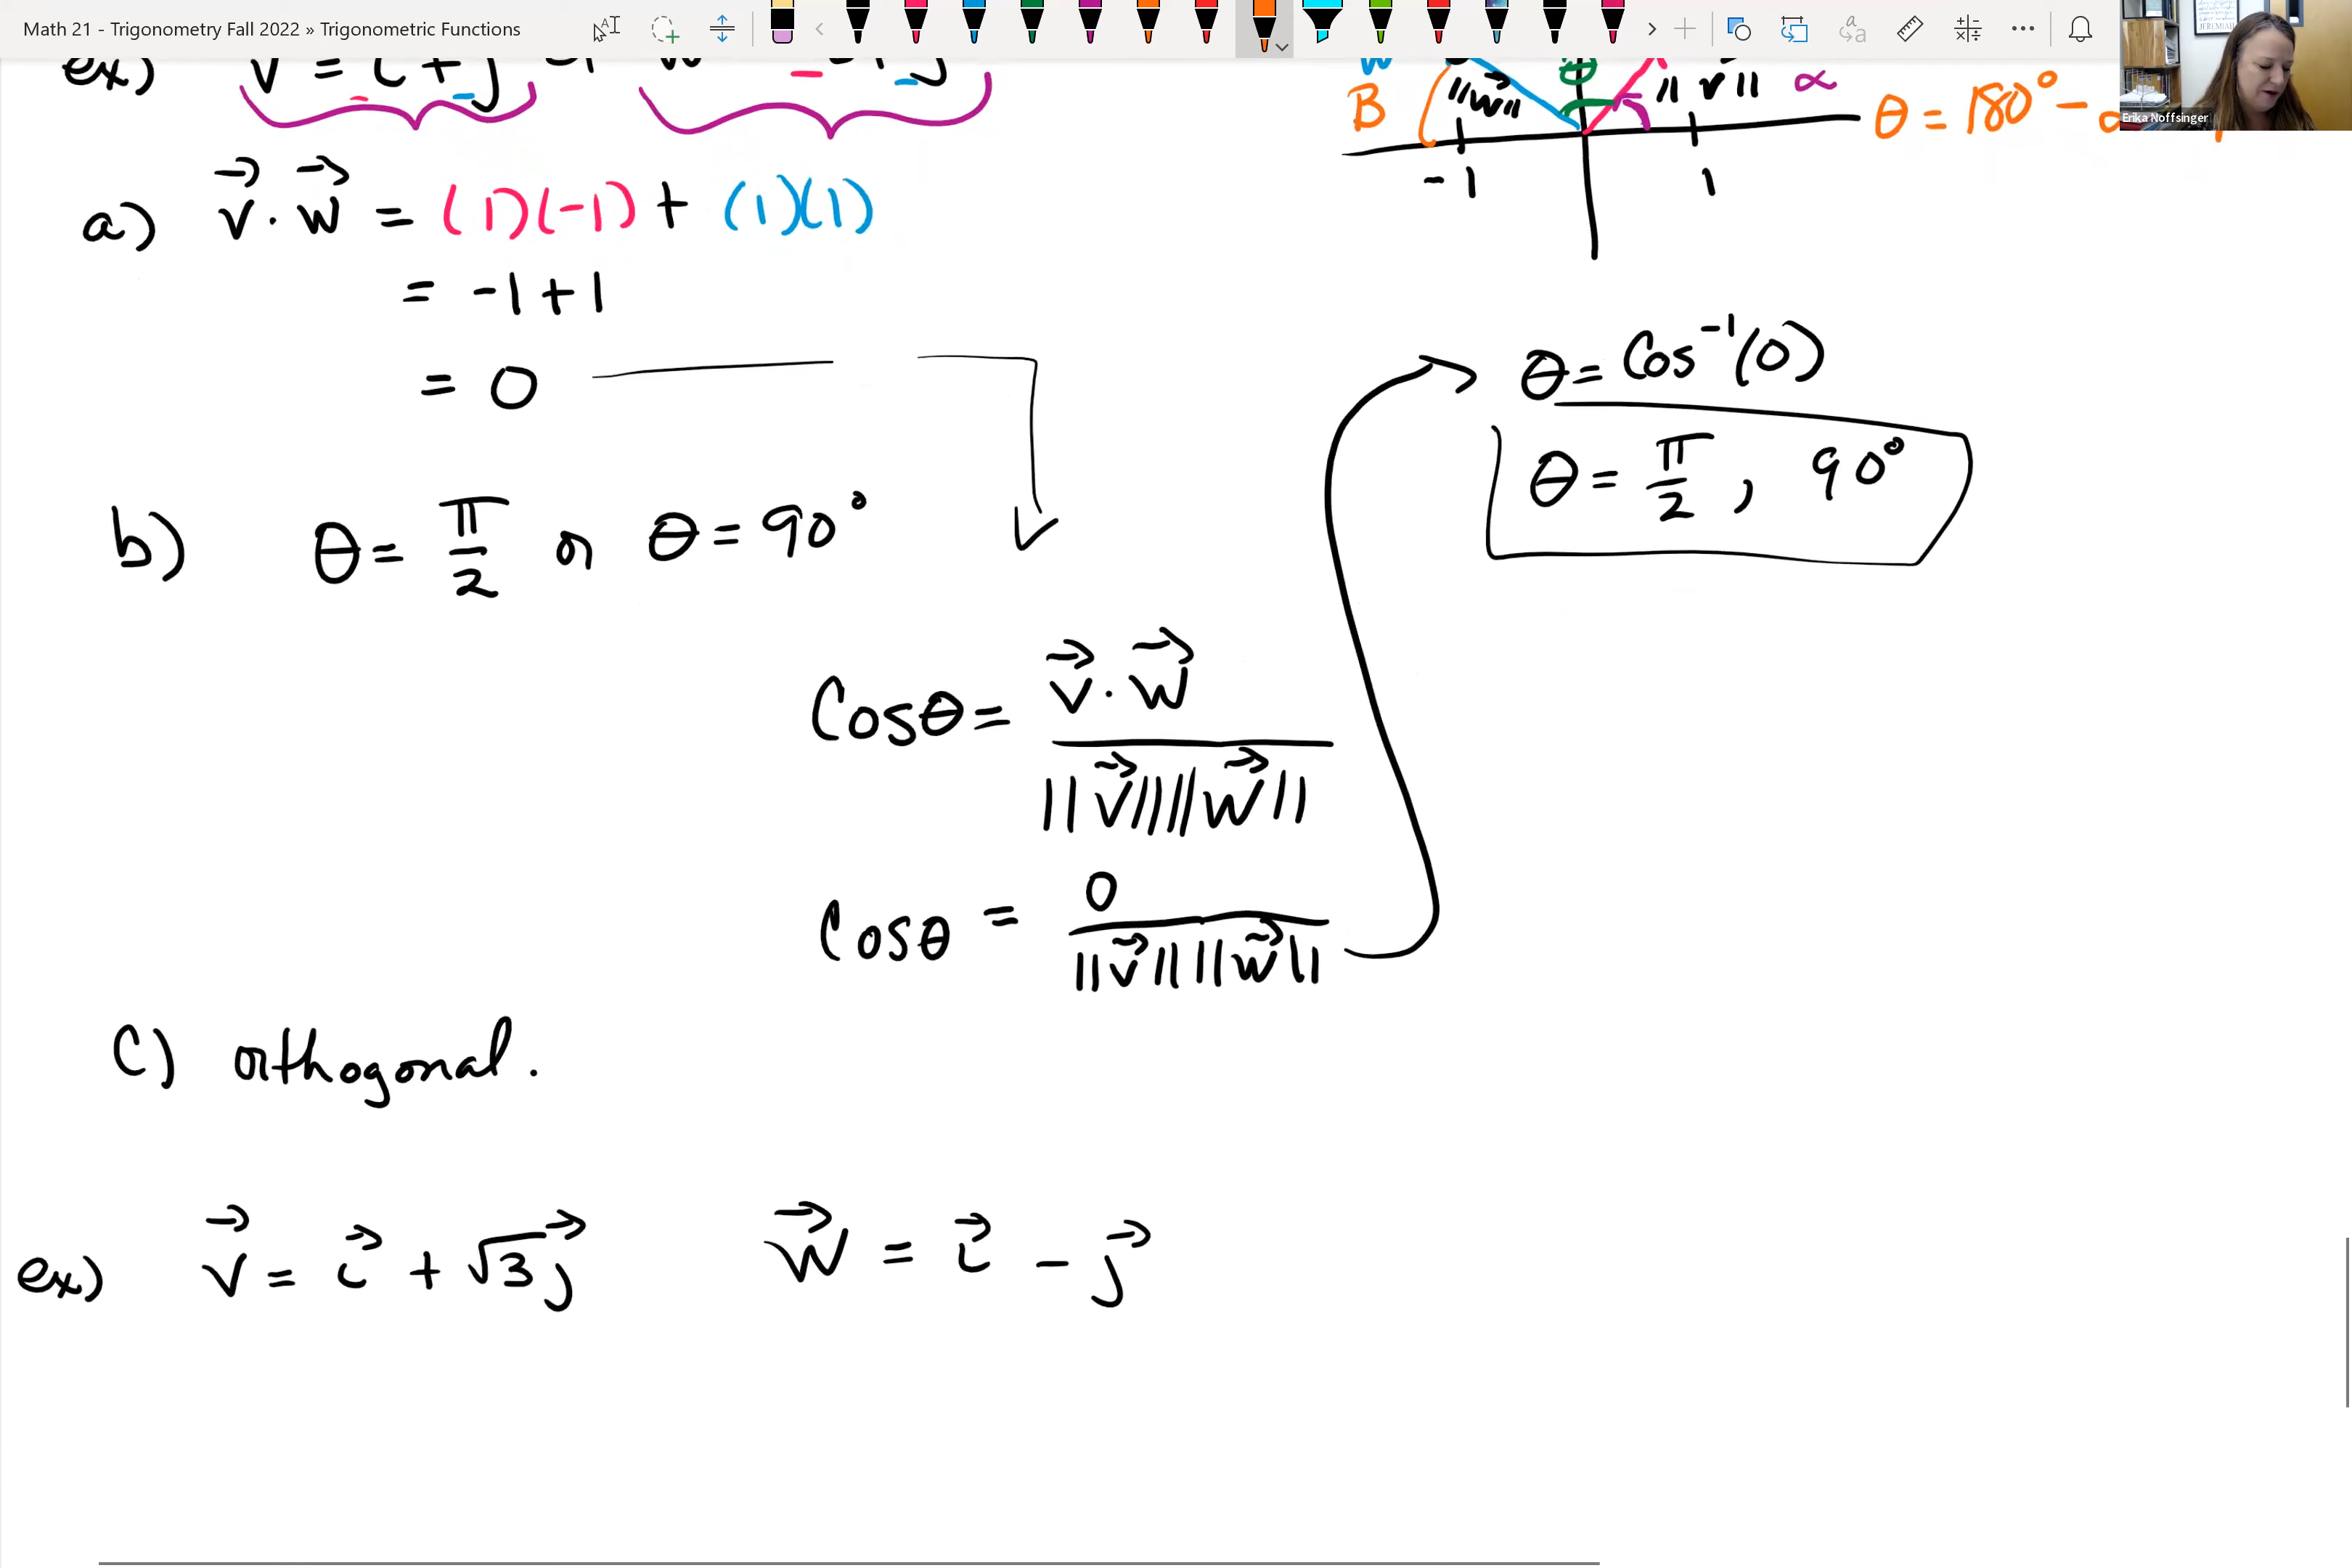 Math 21 - Trigonometry Fall 2022 » Trigonometric Functions
Erika Noffsinger
ex) v = i + j
w
B ||w|| θ || v || α θ = 180° -
-1 1
a) v⃗ · w⃗ = (1)(-1) + (1)(1)
= -1 + 1
= 0
b) θ = π/2 or θ = 90°
Cosθ = v⃗ · w⃗ / ||v⃗|| ||w⃗||
Cosθ = 0 / ||v⃗|| ||w⃗||
θ = Cos⁻¹(0)
θ = π/2 , 90°
C) orthogonal.
ex) v⃗ = i⃗ + √3 j⃗ w⃗ = i⃗ - j⃗